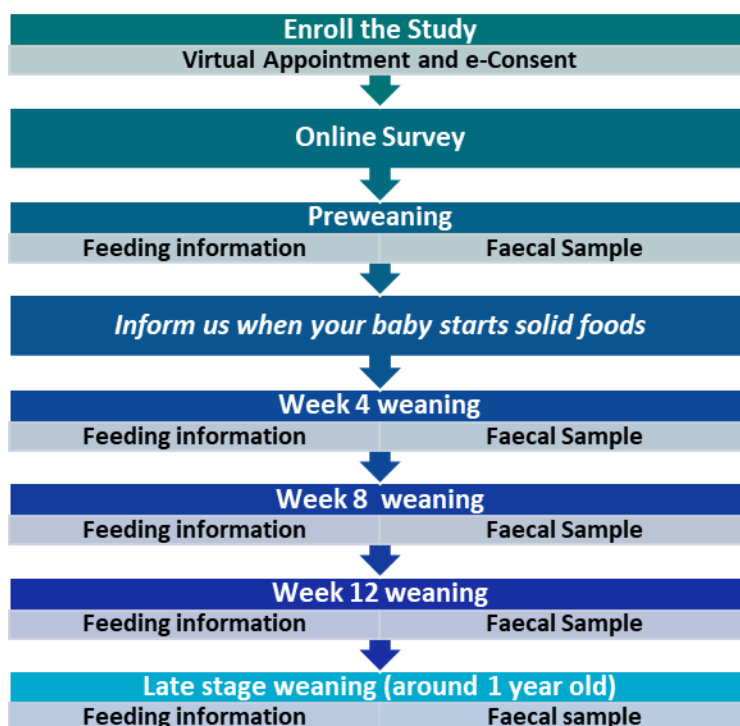 Enroll the Study
Virtual Appointment and e-Consent
Online Survey
Preweaning
Feeding information Faecal Sample
Inform us when your baby starts solid foods
Week 4 weaning
Feeding information Faecal Sample
Week 8 weaning
Feeding information Faecal Sample
Week 12 weaning
Feeding information Faecal Sample
Late stage weaning (around 1 year old)
Feeding information Faecal sample